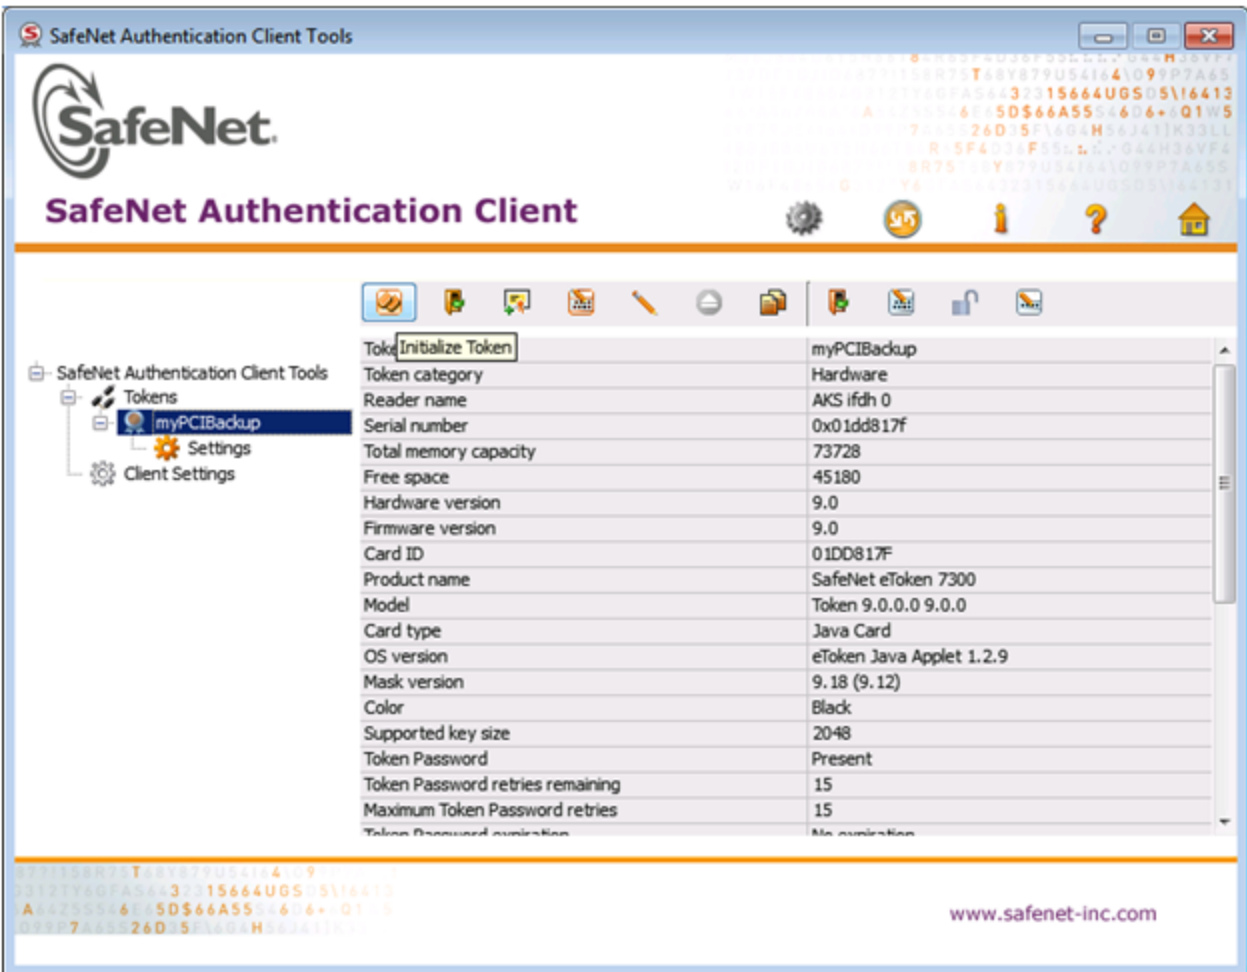 SafeNet Authentication Client Tools
SafeNet.
SafeNet Authentication Client
Initialize Token
SafeNet Authentication Client Tools
Tokens
myPCIBackup
Settings
Client Settings
myPCIBackup
Token category Hardware
Reader name AKS ifdh 0
Serial number 0x01dd817f
Total memory capacity 73728
Free space 45180
Hardware version 9.0
Firmware version 9.0
Card ID 01DD817F
Product name SafeNet eToken 7300
Model Token 9.0.0.0 9.0.0
Card type Java Card
OS version eToken Java Applet 1.2.9
Mask version 9.18 (9.12)
Color Black
Supported key size 2048
Token Password Present
Token Password retries remaining 15
Maximum Token Password retries 15
Token Password expiration No expiration
www.safenet-inc.com